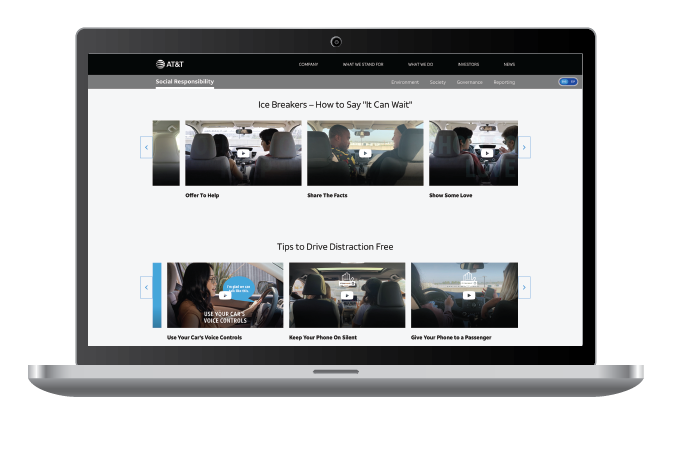 AT&T
COMPANY
WHAT WE STAND FOR
WHAT WE DO
INVESTORS
NEWS
Social Responsibility
Environment
Society
Governance
Reporting
Ice Breakers – How to Say "It Can Wait"
Offer To Help
Share The Facts
Show Some Love
Tips to Drive Distraction Free
USE YOUR CAR'S
VOICE CONTROLS
Use Your Car's Voice Controls
Keep Your Phone On Silent
Give Your Phone to a Passenger